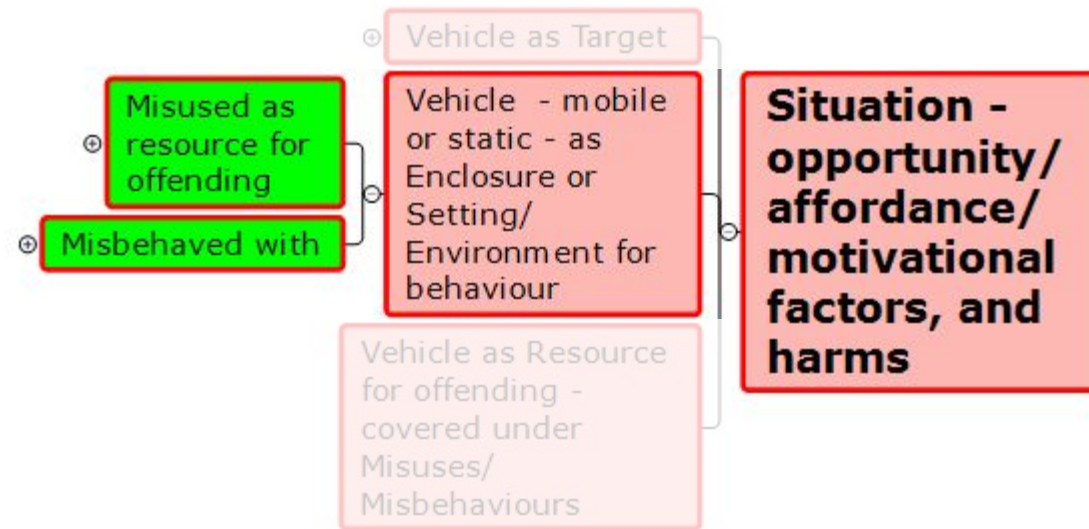 Vehicle as Target
Misused as
resource for
offending
Misbehaved with
Vehicle - mobile
or static - as
Enclosure or
Setting/
Environment for
behaviour
Vehicle as Resource
for offending -
covered under
Misuses/
Misbehaviours
Situation -
opportunity/
affordance/
motivational
factors, and
harms